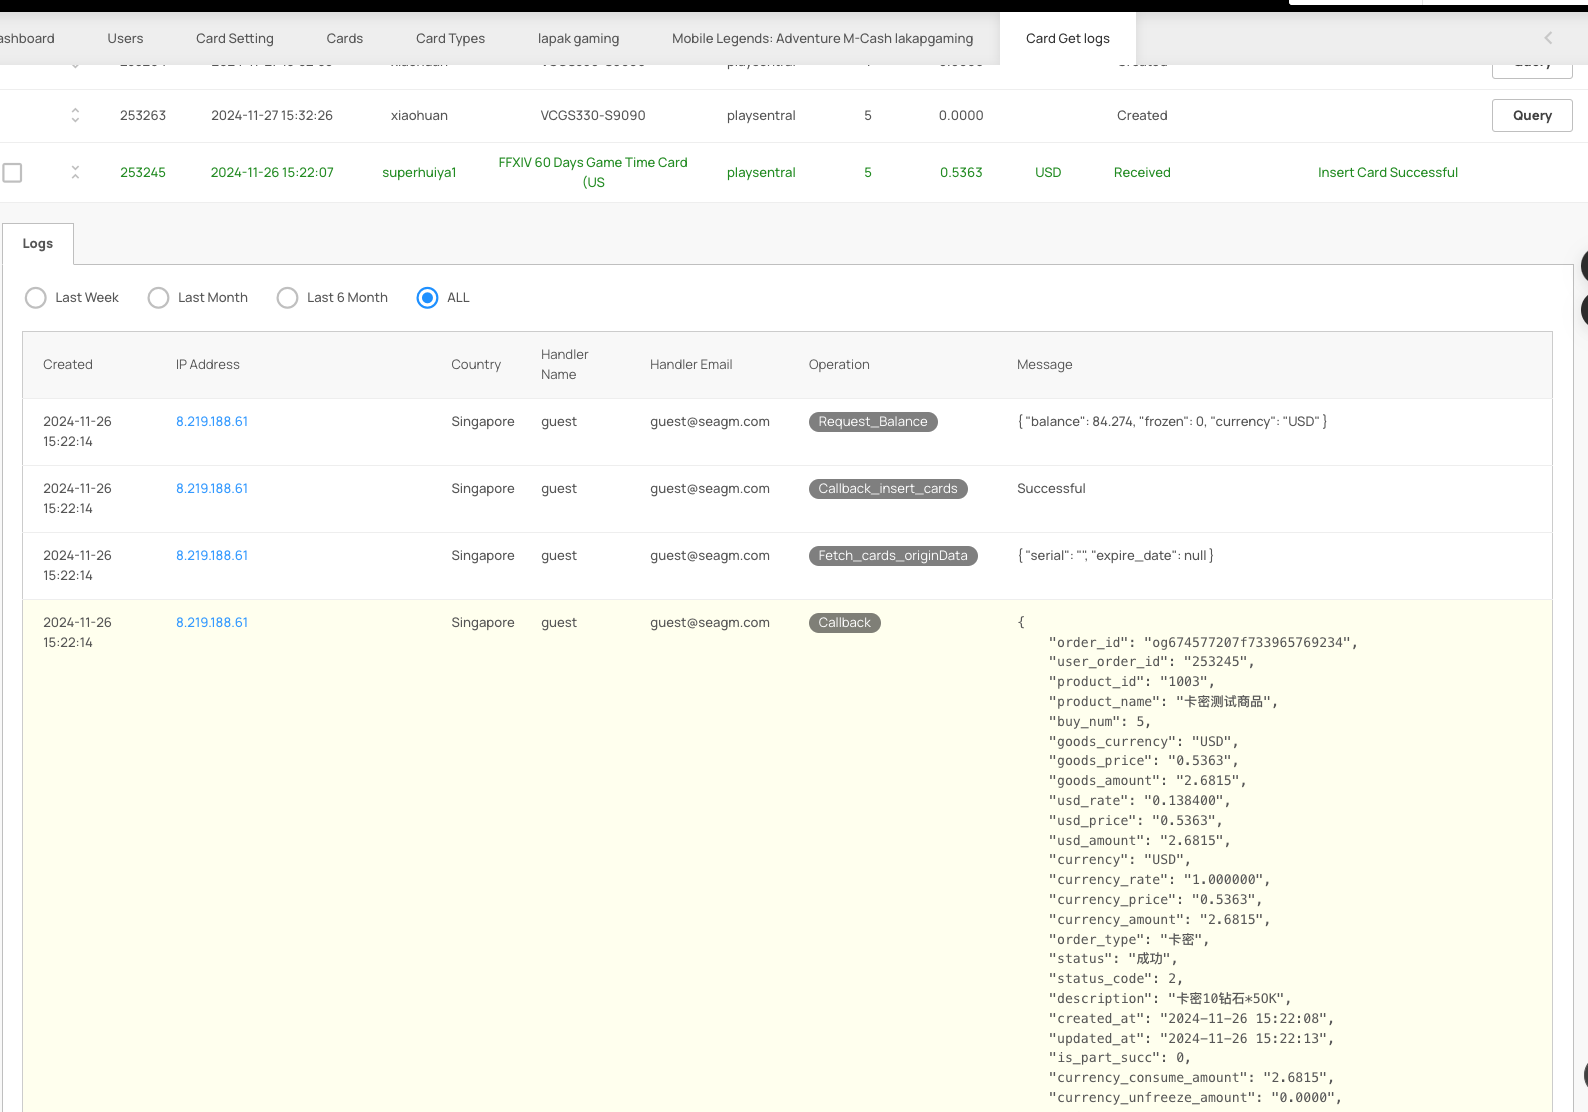 ashboard Users Card Setting Cards Card Types lapak gaming Mobile Legends: Adventure M-Cash lakapgaming Card Get logs
253263 2024-11-27 15:32:26 xiaohuan VCGS330-S9090 playsentral 5 0.0000 Created Query
253245 2024-11-26 15:22:07 superhuiya1 FFXIV 60 Days Game Time Card playsentral 5 0.5363 USD Received Insert Card Successful
(US
Logs
Last Week Last Month Last 6 Month ALL
Created IP Address Country Handler Name Handler Email Operation Message
2024-11-26 8.219.188.61 Singapore guest guest@seagm.com Request_Balance { "balance": 84.274, "frozen": 0, "currency": "USD" }
15:22:14
2024-11-26 8.219.188.61 Singapore guest guest@seagm.com Callback_insert_cards Successful
15:22:14
2024-11-26 8.219.188.61 Singapore guest guest@seagm.com Fetch_cards_originData { "serial": "", "expire_date": null }
15:22:14
2024-11-26 8.219.188.61 Singapore guest guest@seagm.com Callback {
15:22:14
"order_id": "og674577207f733965769234",
"user_order_id": "253245",
"product_id": "1003",
"product_name": "卡密测试商品",
"buy_num": 5,
"goods_currency": "USD",
"goods_price": "0.5363",
"goods_amount": "2.6815",
"usd_rate": "0.138400",
"usd_price": "0.5363",
"usd_amount": "2.6815",
"currency": "USD",
"currency_rate": "1.000000",
"currency_price": "0.5363",
"currency_amount": "2.6815",
"order_type": "卡密",
"status": "成功",
"status_code": 2,
"description": "卡密10钻石*5OK",
"created_at": "2024-11-26 15:22:08",
"updated_at": "2024-11-26 15:22:13",
"is_part_succ": 0,
"currency_consume_amount": "2.6815",
"currency_unfreeze_amount": "0.0000",